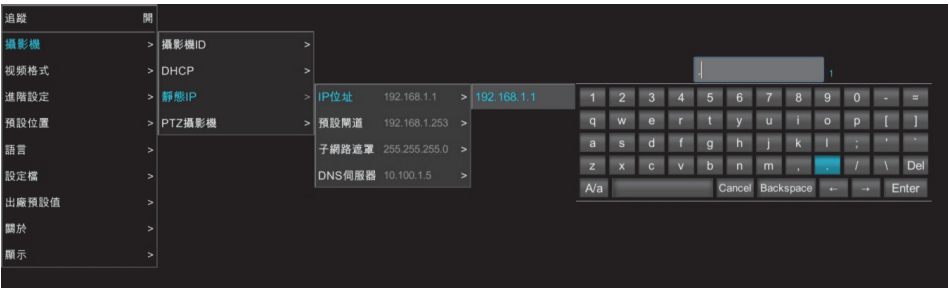 追蹤 開
攝影機 >
视频格式 >
進階設定 >
預設位置 >
語言 >
設定檔 >
出廠預設值 >
關於 >
顯示 >
攝影機ID >
DHCP >
靜態IP >
PTZ攝影機 >
IP位址 192.168.1.1 >
預設閘道 192.168.1.253 >
子網路遮罩 255.255.255.0 >
DNS伺服器 10.100.1.5 >
192.168.1.1
. 1
1 2 3 4 5 6 7 8 9 0 - =
q w e r t y u i o p [ ]
a s d f g h j k l ; ' `
z x c v b n m , . / \ Del
A/a Cancel Backspace ← → Enter